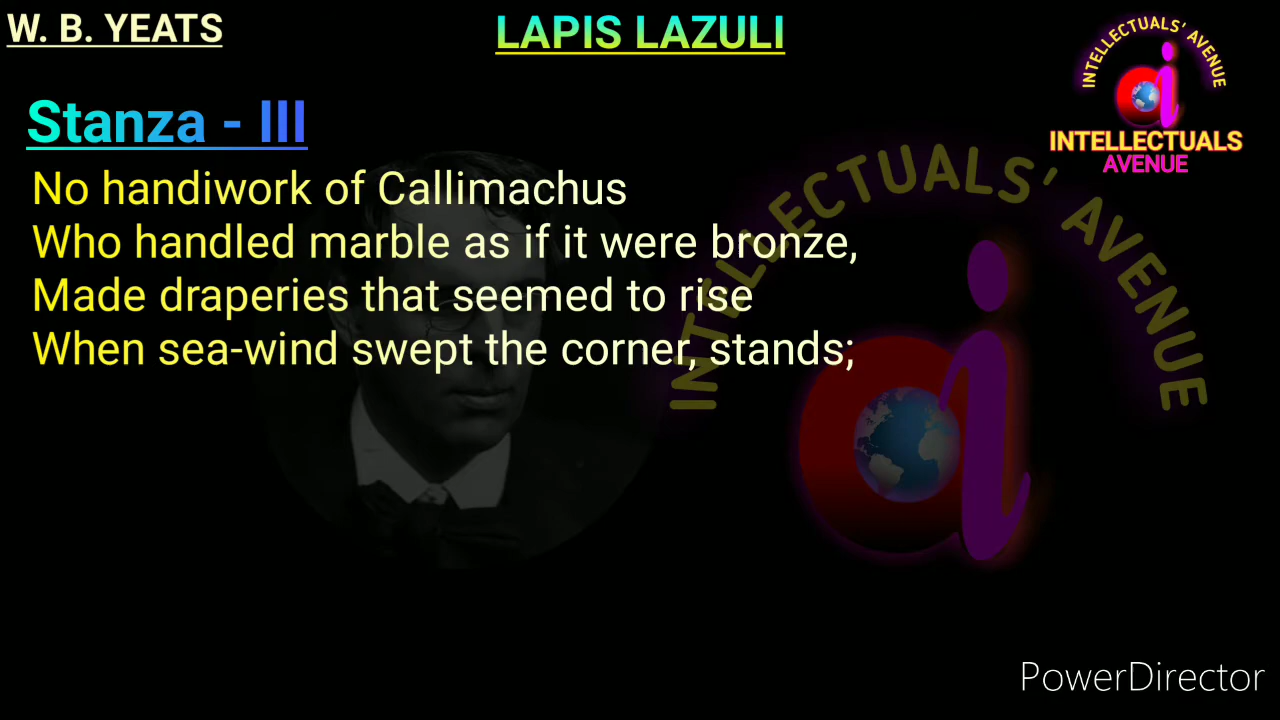 W. B. YEATS
LAPIS LAZULI
INTELLECTUALS' AVENUE
INTELLECTUALS
AVENUE
Stanza - III
No handiwork of Callimachus
Who handled marble as if it were bronze,
Made draperies that seemed to rise
When sea-wind swept the corner, stands;
INTELLECTUALS' AVENUE
PowerDirector